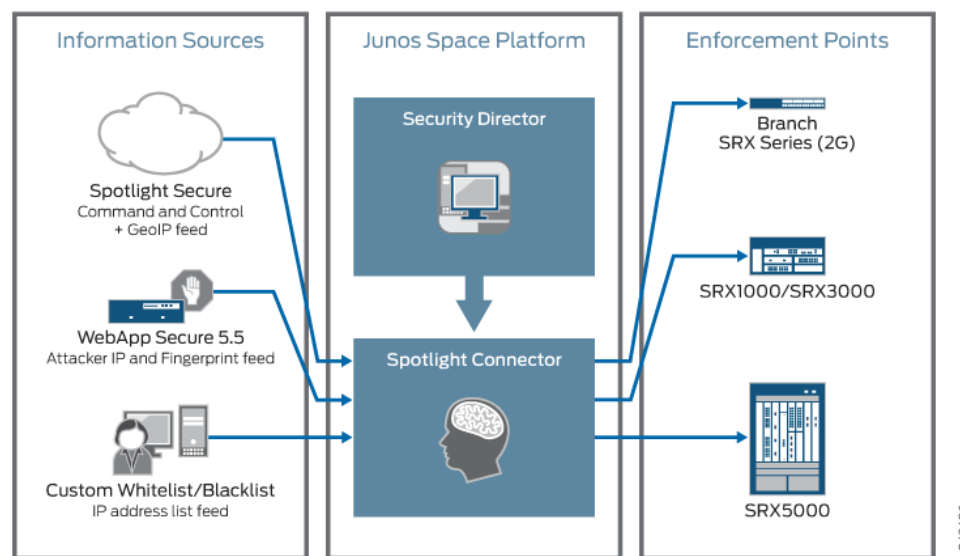 Information Sources
Spotlight Secure
Command and Control
+ GeoIP feed
WebApp Secure 5.5
Attacker IP and Fingerprint feed
Custom Whitelist/Blacklist
IP address list feed
Junos Space Platform
Security Director
Spotlight Connector
Enforcement Points
Branch
SRX Series (2G)
SRX1000/SRX3000
SRX5000